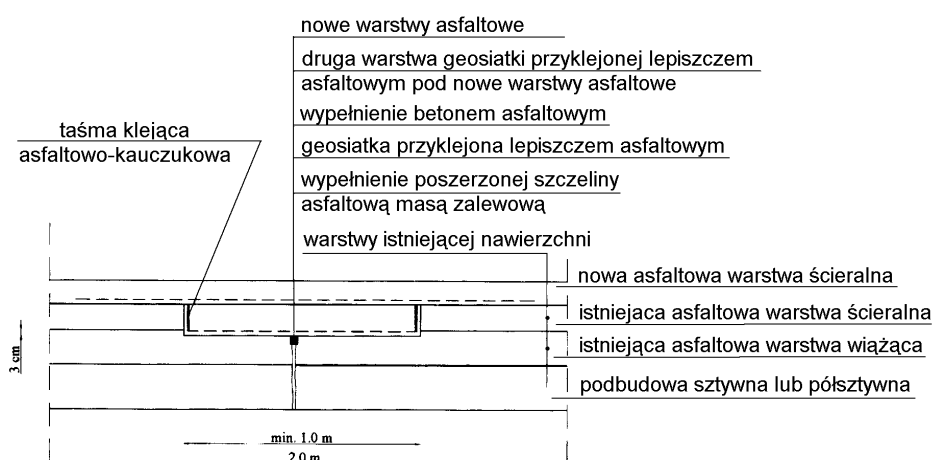 nowe warstwy asfaltowe
druga warstwa geosiatki przyklejonej lepiszczem
asfaltowym pod nowe warstwy asfaltowe
wypełnienie betonem asfaltowym
taśma klejąca
asfaltowo-kauczukowa
geosiatka przyklejona lepiszczem asfaltowym
wypełnienie poszerzonej szczeliny
asfaltową masą zalewową
warstwy istniejącej nawierzchni
nowa asfaltowa warstwa ścieralna
istniejaca asfaltowa warstwa ścieralna
istniejąca asfaltowa warstwa wiążąca
3 cm
podbudowa sztywna lub półsztywna
min. 1.0 m
2.0 m